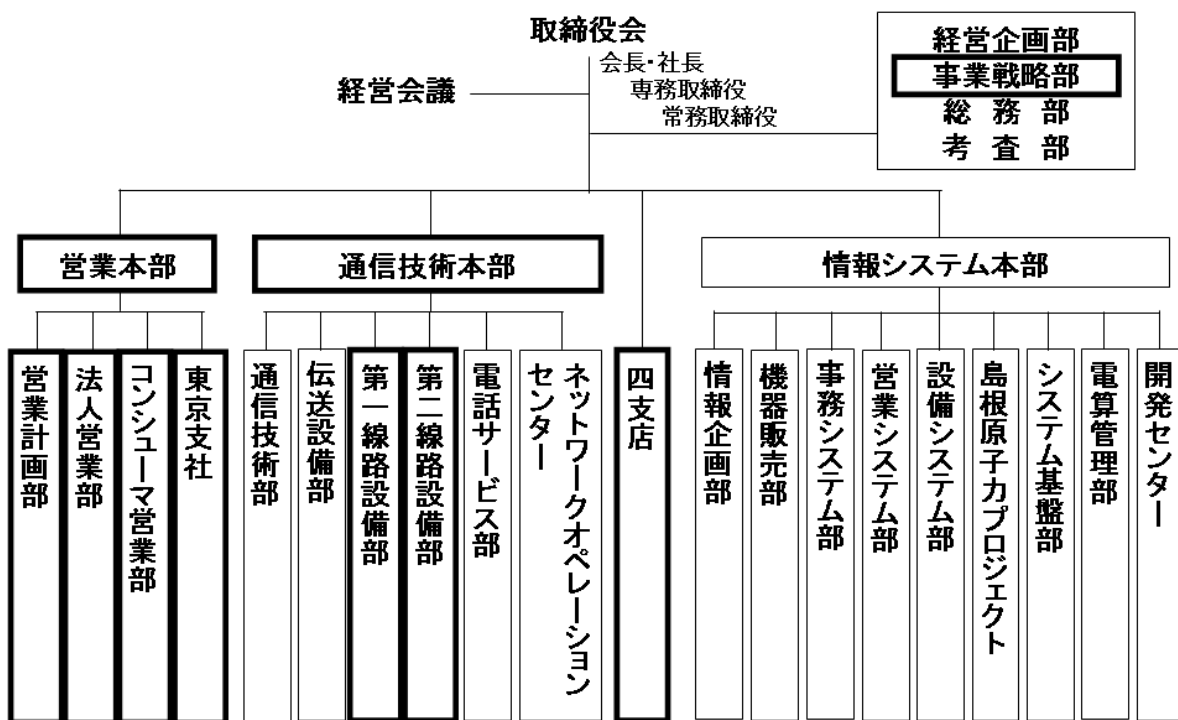 取締役会
会長・社長
専務取締役
常務取締役
経営会議
経営企画部
事業戦略部
総務部
考査部
営業本部
通信技術本部
情報システム本部
営業計画部
法人営業部
コンシューマ営業部
東京支社
通信技術部
伝送設備部
第一線路設備部
第二線路設備部
電話サービス部
ネットワークオペレーション
センター
四支店
情報企画部
機器販売部
事務システム部
営業システム部
設備システム部
島根原子力プロジェクト
システム基盤部
電算管理部
開発センター